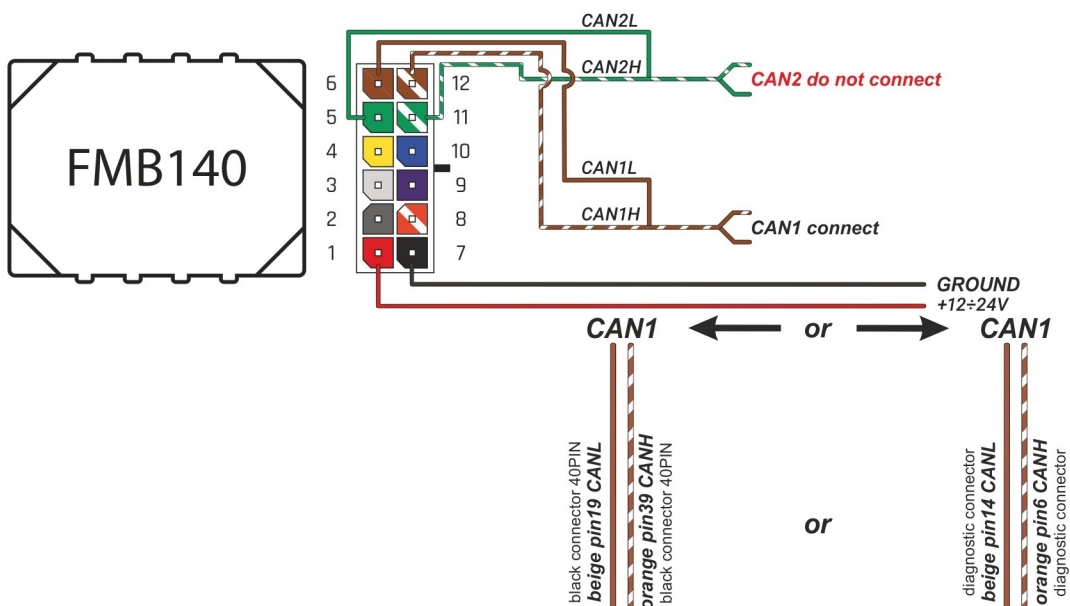 CAN2L
FMB140
6
12
CAN2H
CAN2 do not connect
5
11
4
10
3
9
CAN1L
2
8
CAN1H
CAN1 connect
1
7
GROUND
+12÷24V
CAN1
or
CAN1
black connector 40PIN
beige pin19 CANL
orange pin39 CANH
black connector 40PIN
or
diagnostic connector
beige pin14 CANL
orange pin6 CANH
diagnostic connector